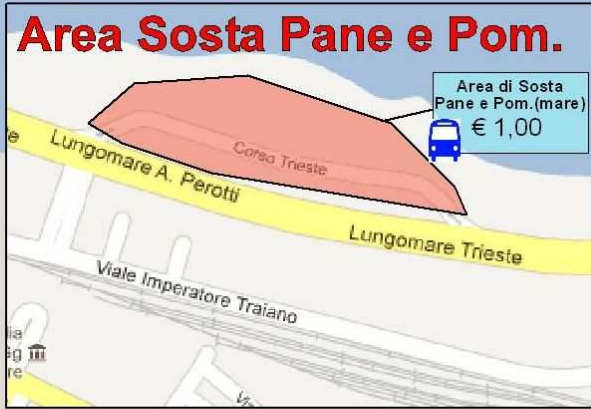 Area Sosta Pane e Pom.
Area di Sosta
Pane e Pom.(mare)
€ 1,00
Corso Trieste
Lungomare A. Perotti
Lungomare Trieste
Viale Imperatore Traiano